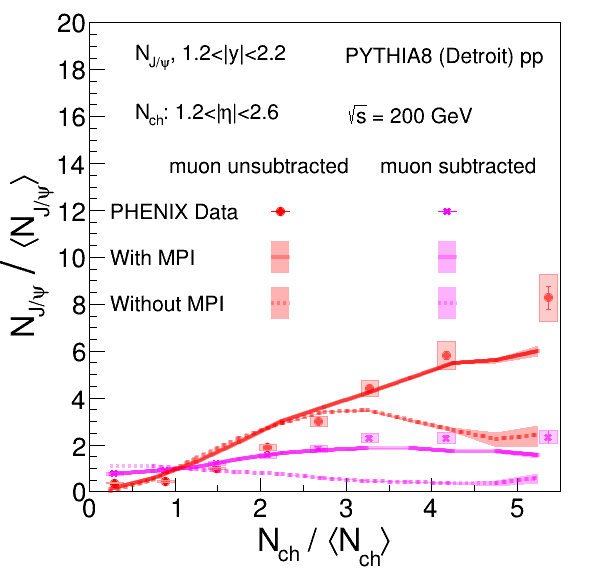 20
18
16
14
12
10
8
6
4
2
0
N_J/ψ / ⟨N_J/ψ⟩
N_J/ψ, 1.2<|y|<2.2 PYTHIA8 (Detroit) pp
N_ch: 1.2<|η|<2.6 √s = 200 GeV
muon unsubtracted muon subtracted
PHENIX Data
With MPI
Without MPI
0 1 2 3 4 5
N_ch / ⟨N_ch⟩